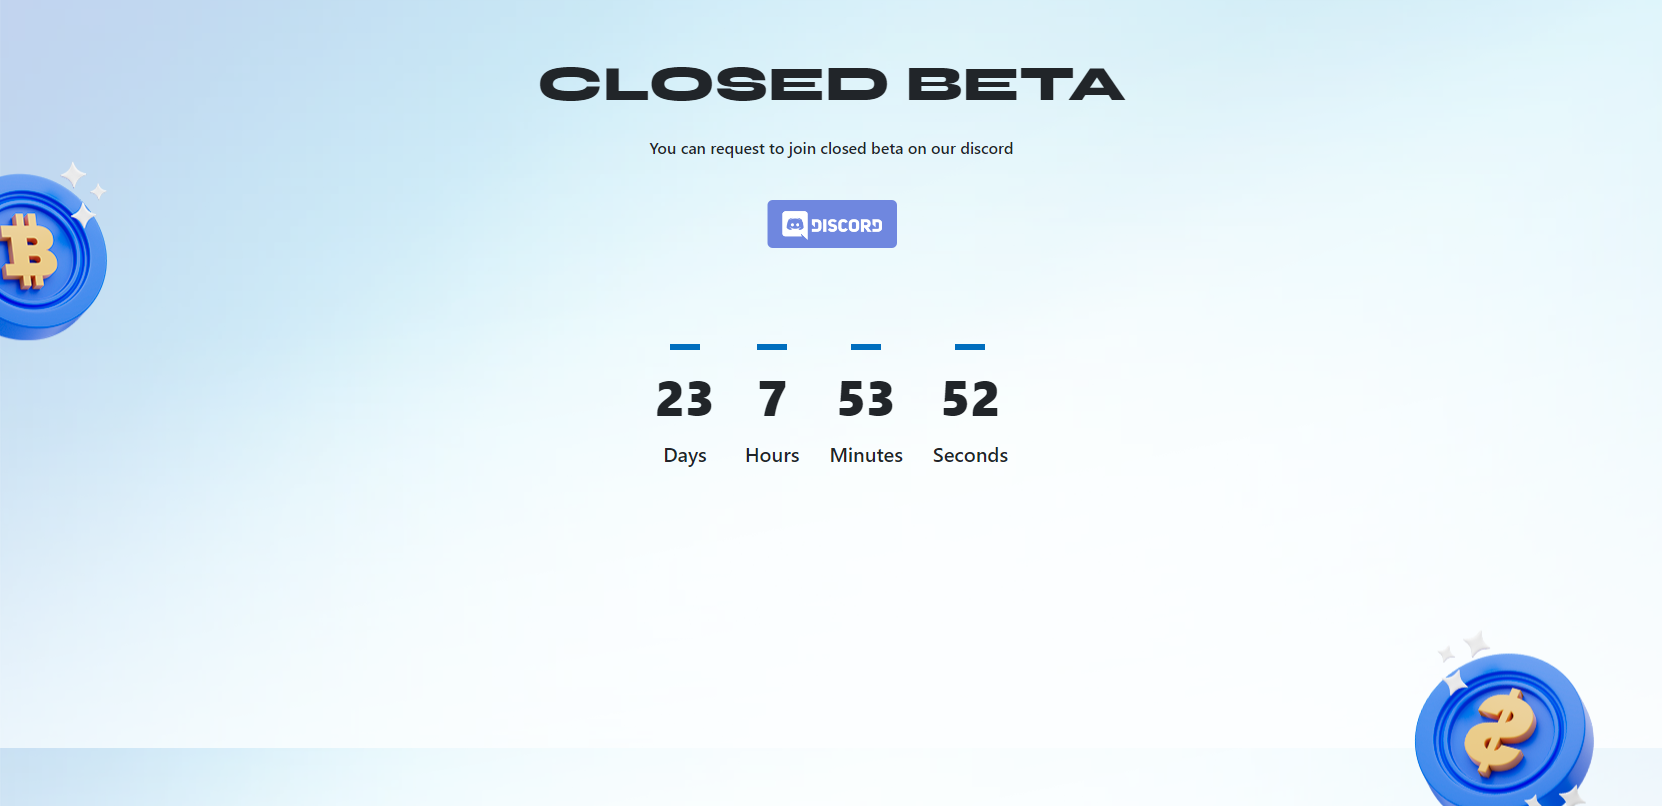 CLOSED BETA
You can request to join closed beta on our discord
DISCORD
23 7 53 52
Days Hours Minutes Seconds